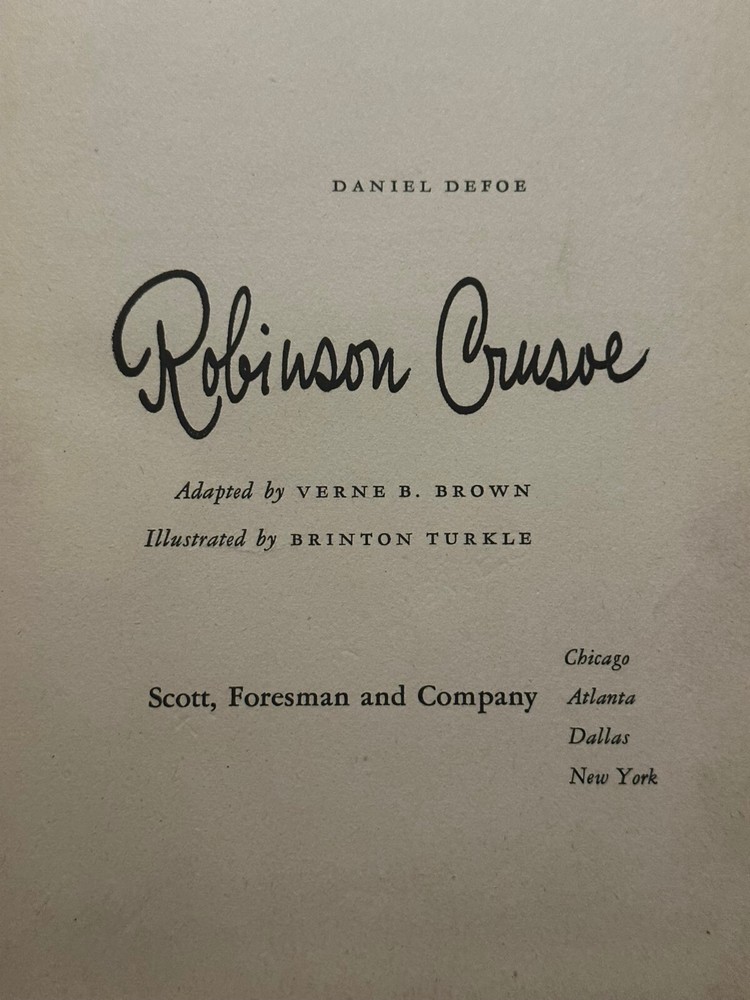 DANIEL DEFOE
Robinson Crusoe
Adapted by VERNE B. BROWN
Illustrated by BRINTON TURKLE
Scott, Foresman and Company
Chicago
Atlanta
Dallas
New York